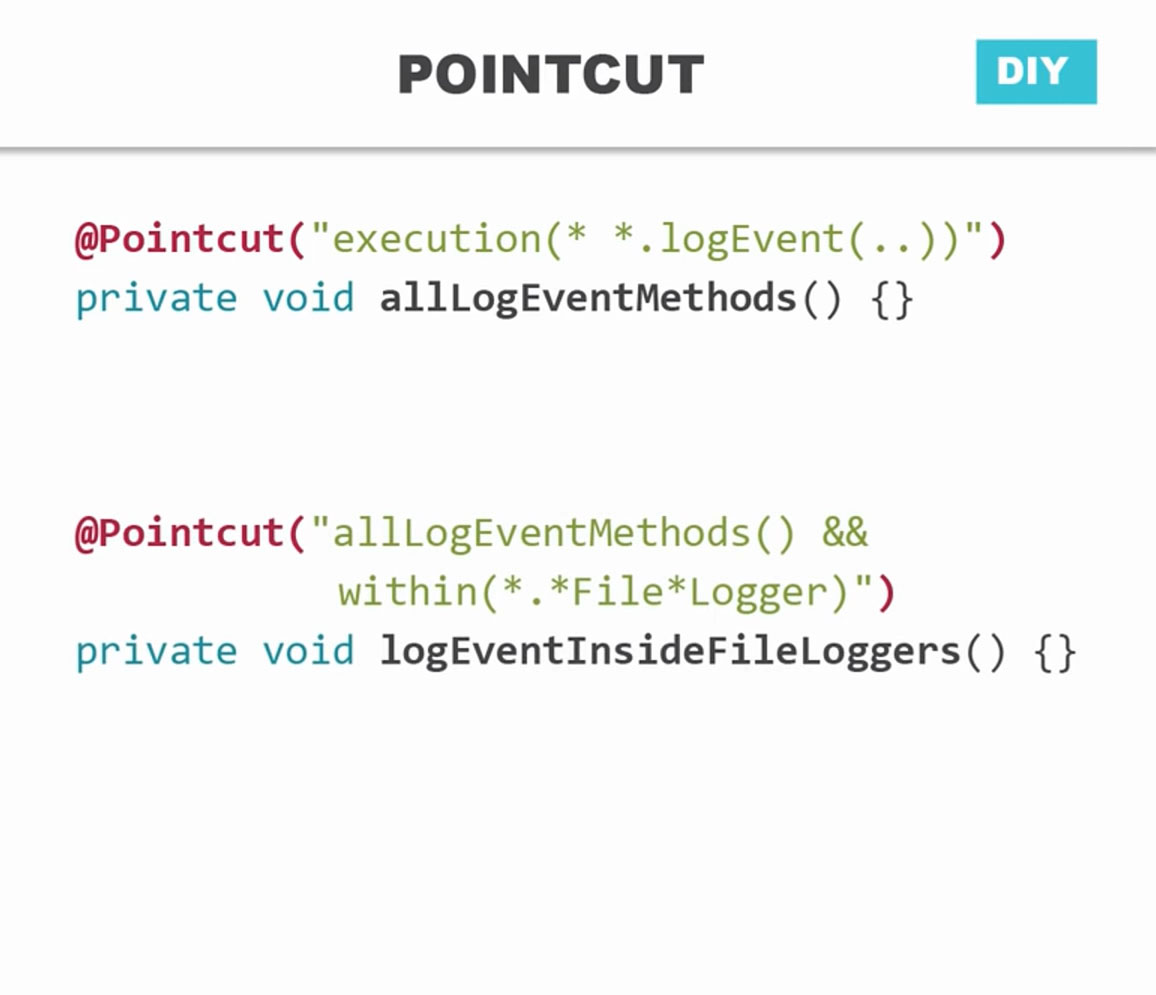 POINTCUT
DIY
@Pointcut("execution(* *.logEvent(..))")
private void allLogEventMethods() {}
@Pointcut("allLogEventMethods() &&
within(*.*File*Logger)")
private void logEventInsideFileLoggers() {}